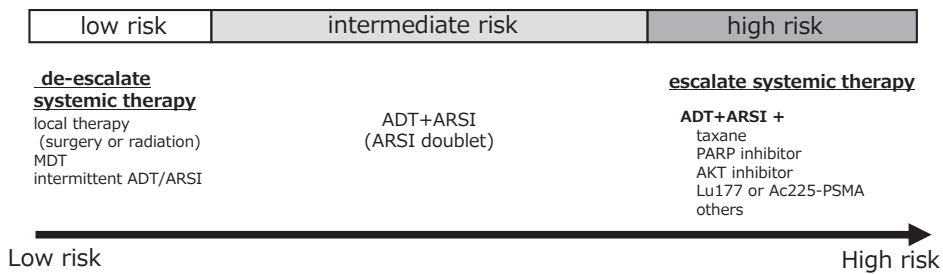 low risk
intermediate risk
high risk
de-escalate
systemic therapy
local therapy
(surgery or radiation)
MDT
intermittent ADT/ARSI
ADT+ARSI
(ARSI doublet)
escalate systemic therapy
ADT+ARSI +
taxane
PARP inhibitor
AKT inhibitor
Lu177 or Ac225-PSMA
others
Low risk
High risk